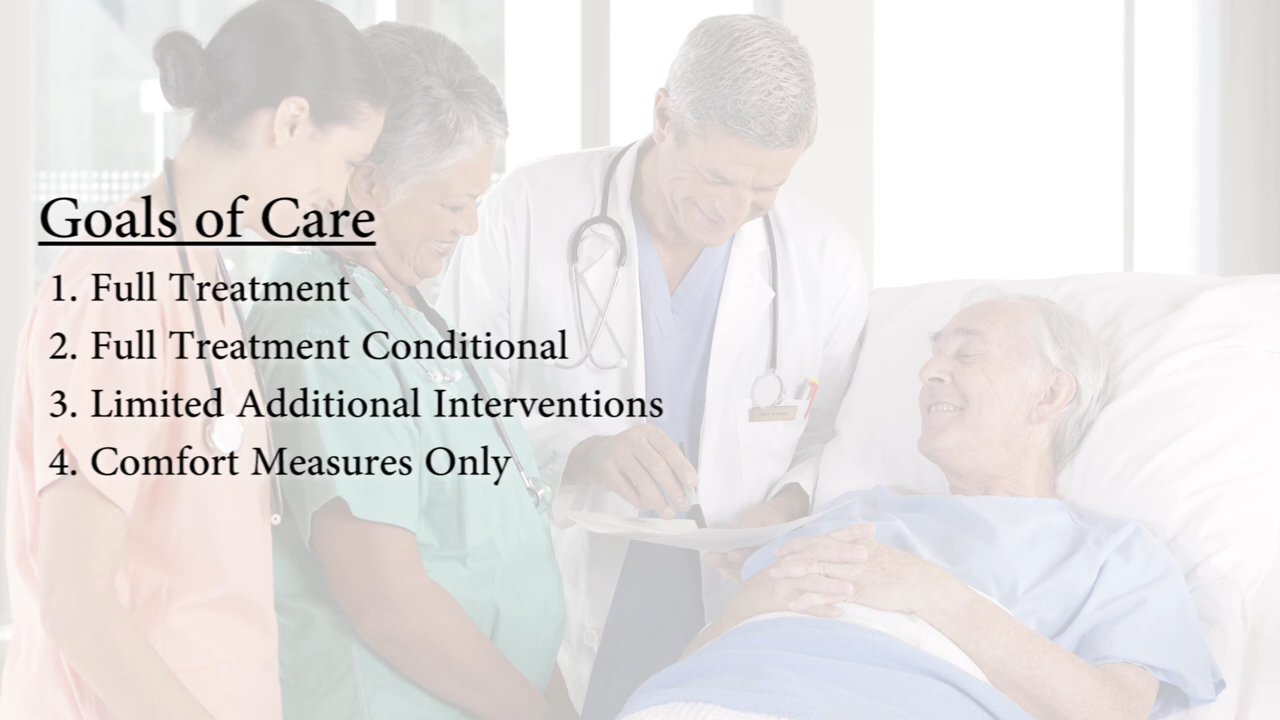 Goals of Care
1. Full Treatment
2. Full Treatment Conditional
3. Limited Additional Interventions
4. Comfort Measures Only